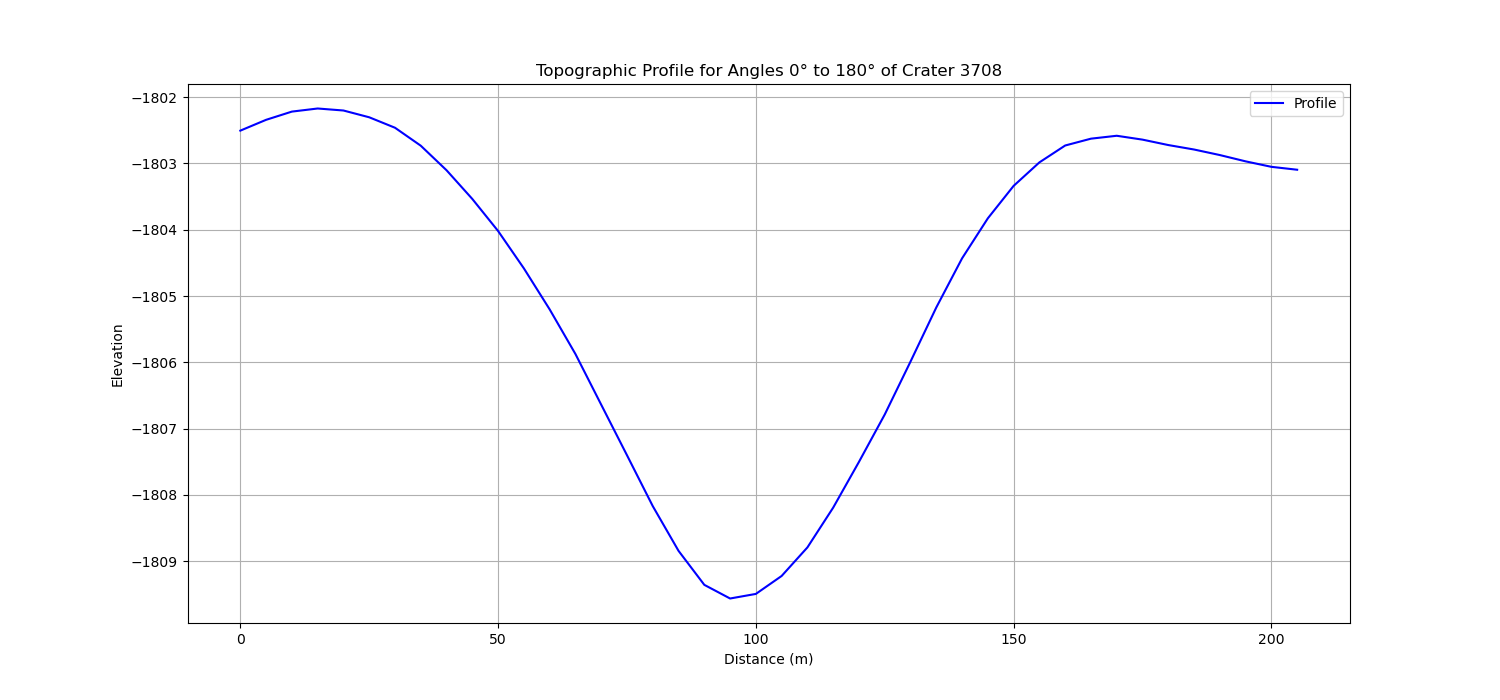 Topographic Profile for Angles 0° to 180° of Crater 3708
Profile
−1802
−1803
−1804
−1805
−1806
−1807
−1808
−1809
Elevation
0 50 100 150 200
Distance (m)